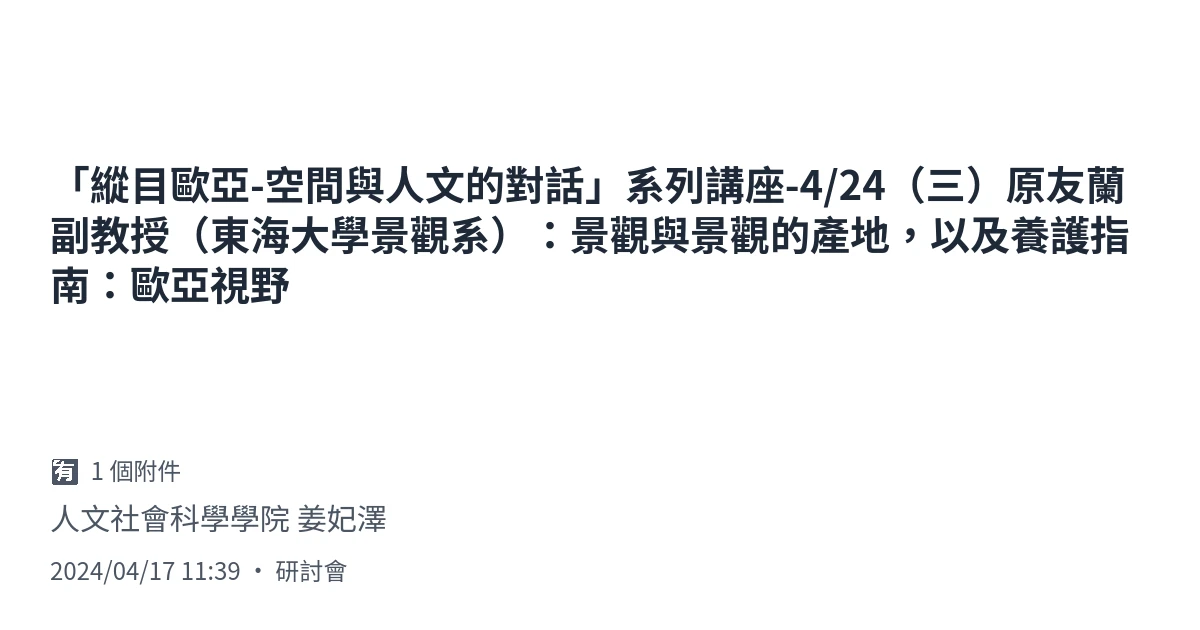 「縱目歐亞-空間與人文的對話」系列講座-4/24（三）原友蘭
副教授（東海大學景觀系）：景觀與景觀的產地，以及養護指
南：歐亞視野
有 1 個附件
人文社會科學學院 姜妃澤
2024/04/17 11:39 • 研討會